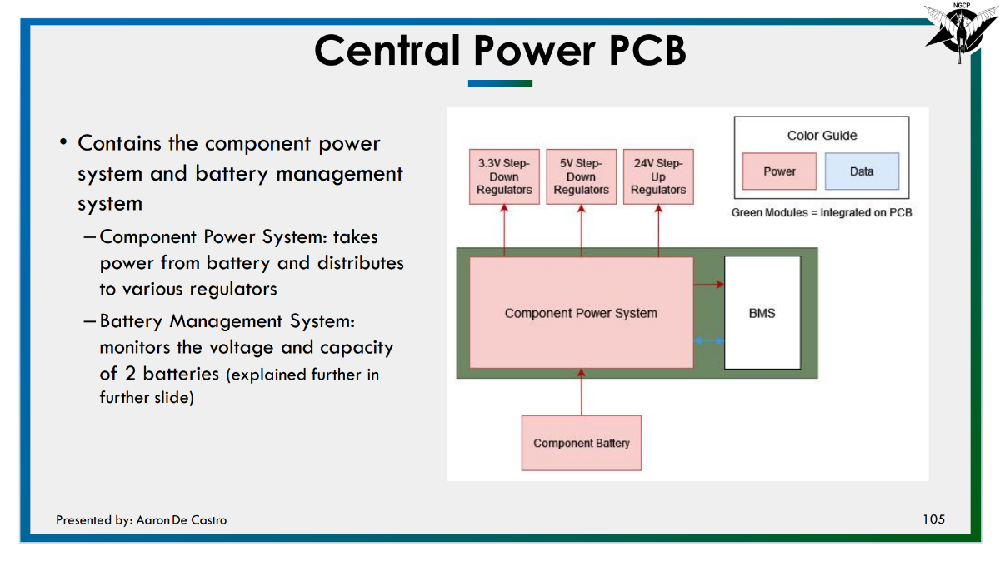 NGCP
Central Power PCB
• Contains the component power
system and battery management
system
– Component Power System: takes
power from battery and distributes
to various regulators
– Battery Management System:
monitors the voltage and capacity
of 2 batteries (explained further in
further slide)
3.3V Step-
Down
Regulators
5V Step-
Down
Regulators
24V Step-
Up
Regulators
Color Guide
Power
Data
Green Modules = Integrated on PCB
Component Power System
BMS
Component Battery
Presented by: Aaron De Castro
105